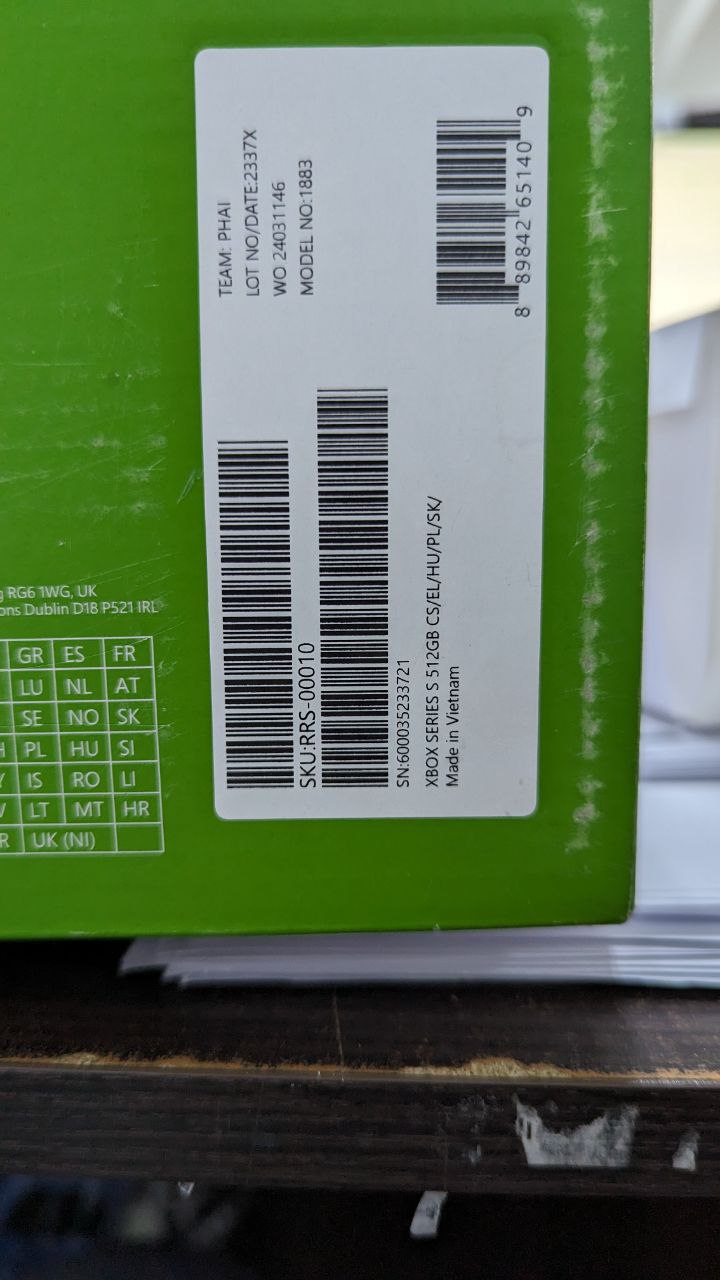 TEAM: PHAI
LOT NO/DATE:2337X
WO 24031146
MODEL NO:1883
8 89842 65140 9
SKU:RRS-00010
SN:600035233721
XBOX SERIES S 512GB CS/EL/HU/PL/SK/
Made in Vietnam
RG6 1WG, UK
Dublin D18 P521 IRL
GR ES FR
LU NL AT
SE NO SK
PL HU SI
IS RO LI
LT MT HR
UK (NI)